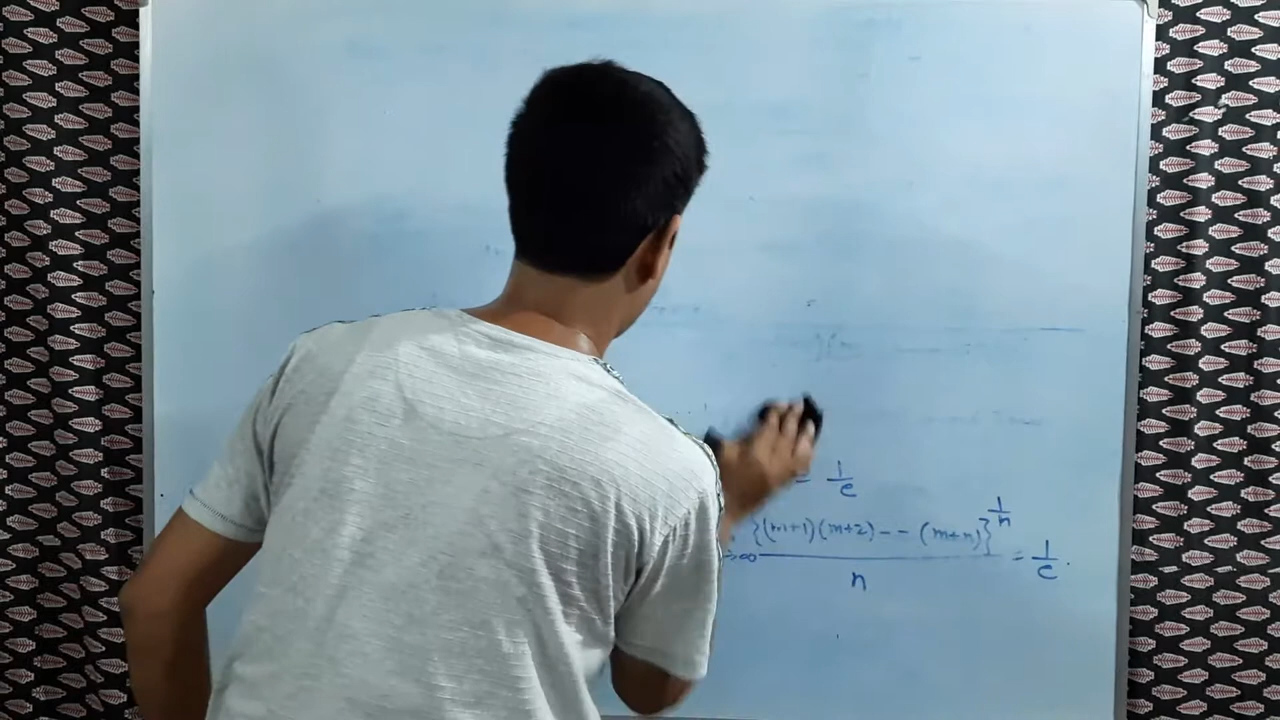 = 1/e
→∞ {(m+1)(m+2)--(m+n)}^{1/n} / n = 1/e.